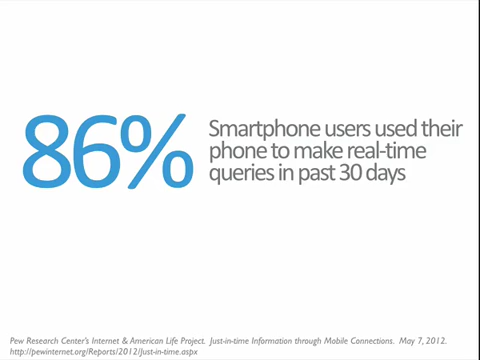 86%
Smartphone users used their
phone to make real-time
queries in past 30 days
Pew Research Center's Internet & American Life Project.  Just-in-time Information through Mobile Connections.  May 7, 2012.
http://pewinternet.org/Reports/2012/Just-in-time.aspx